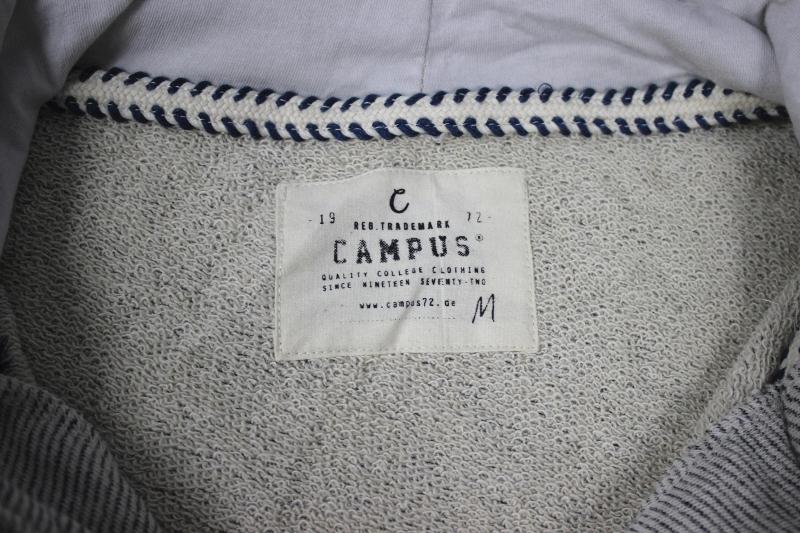 C
-19 72-
REG. TRADEMARK
CAMPUS®
QUALITY COLLEGE CLOTHING
SINCE NINETEEN SEVENTY-TWO
www.campus72.de
M